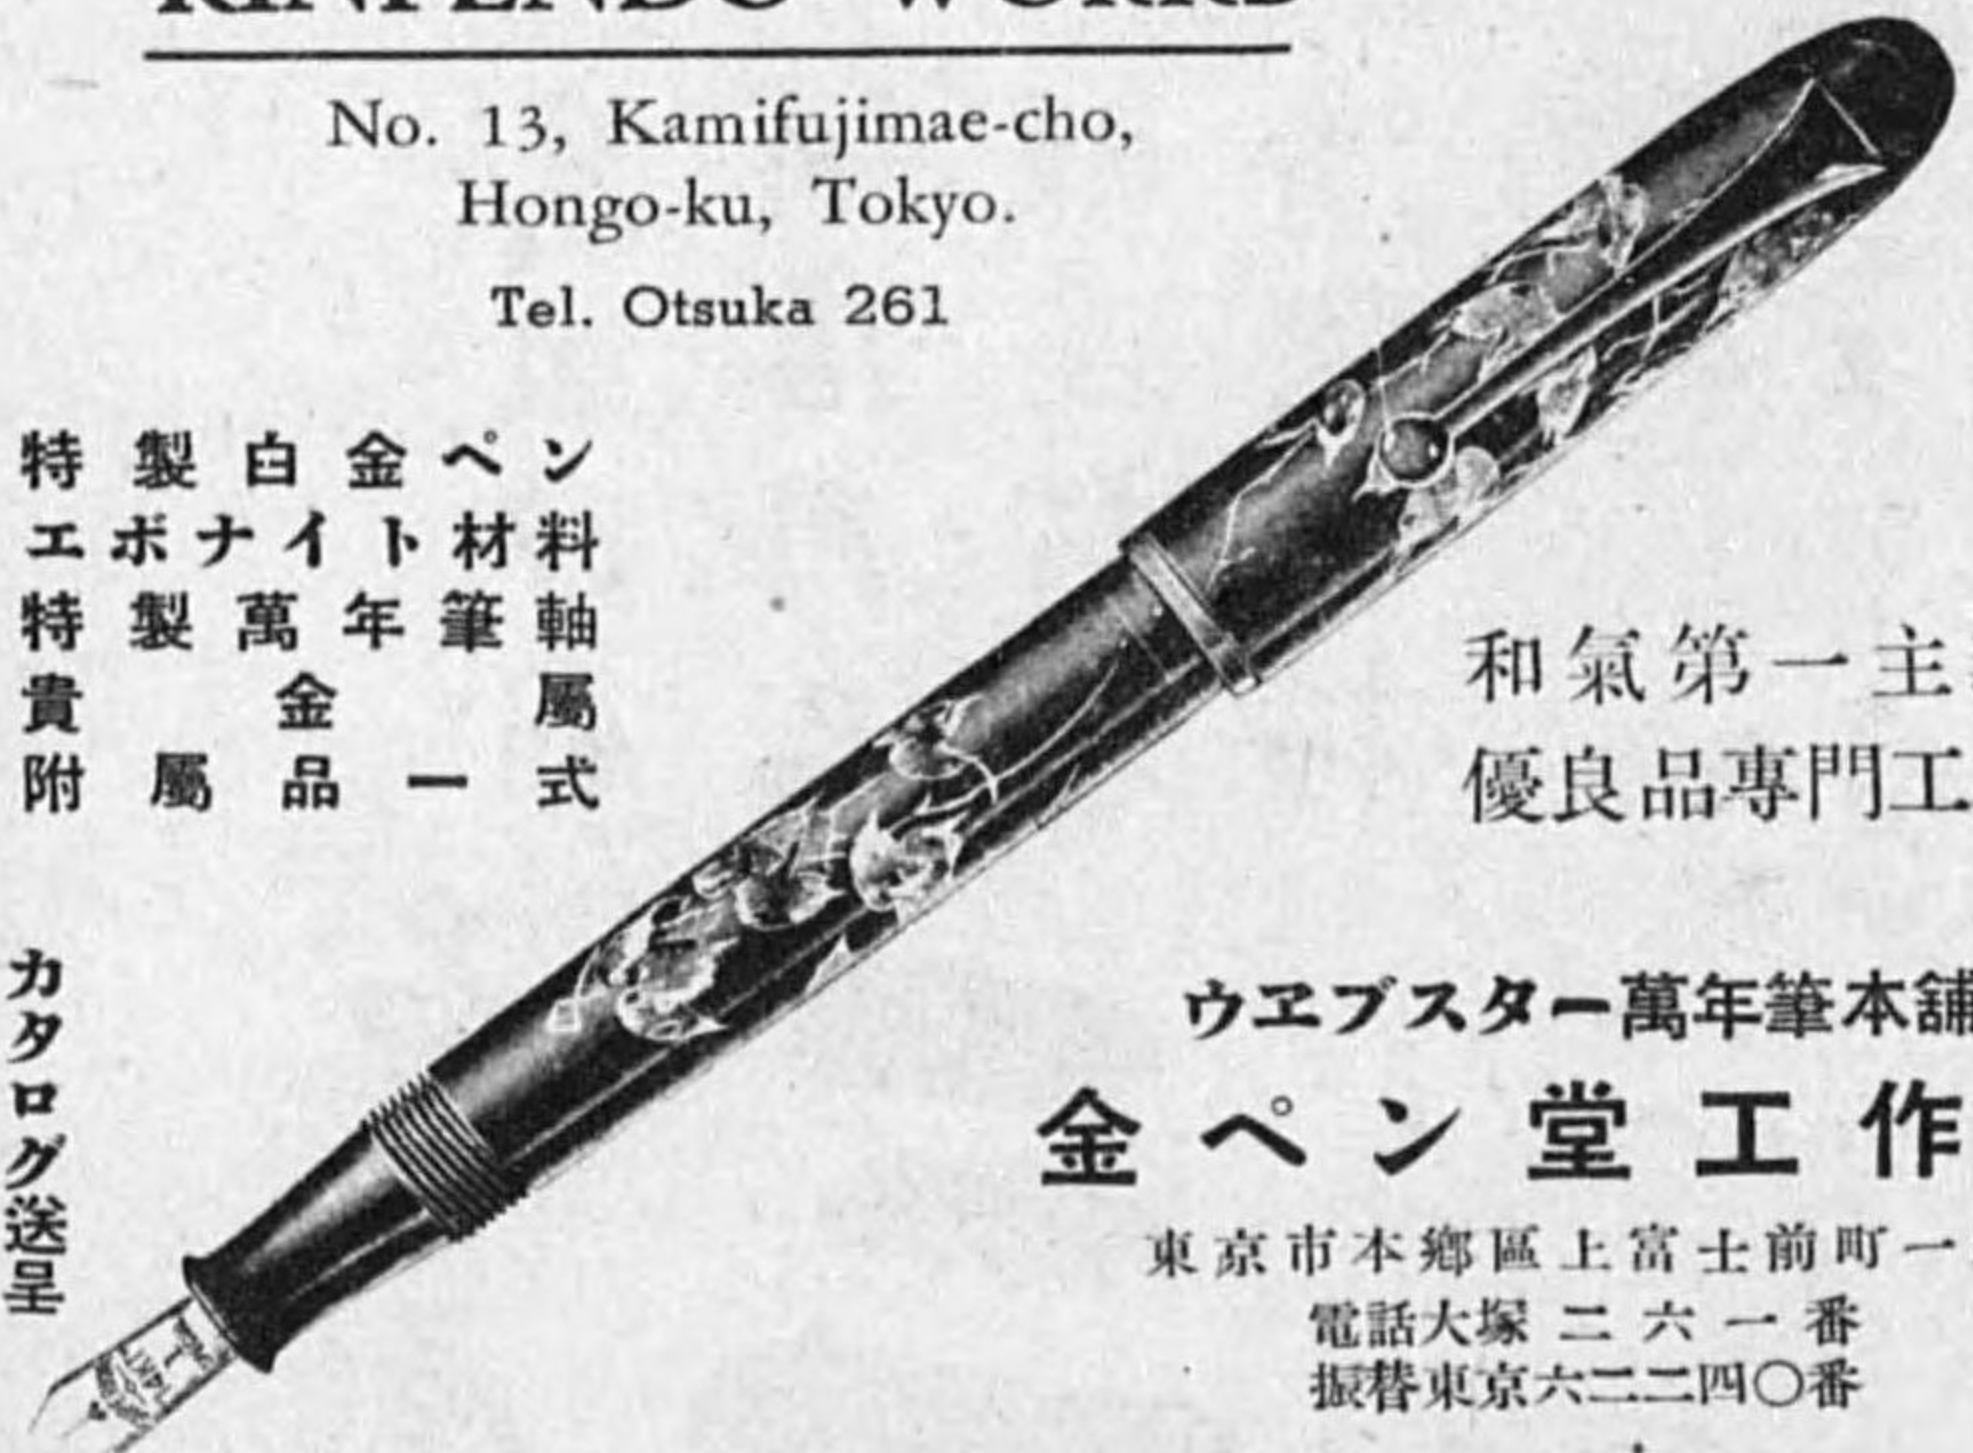 KINPENDO WORKS
No. 13, Kamifujimae-cho,
Hongo-ku, Tokyo.
Tel. Otsuka 261
特製白金ペン
エボナイト材料
特製萬年筆軸
貴金屬
附屬品一式
カタログ送呈
和氣第一主
優良品專門工
ウヱブスター萬年筆本舗
金ペン堂工作
東京市本鄕區上富士前町一
電話大塚二六一番
振替東京六二二四〇番
14KT